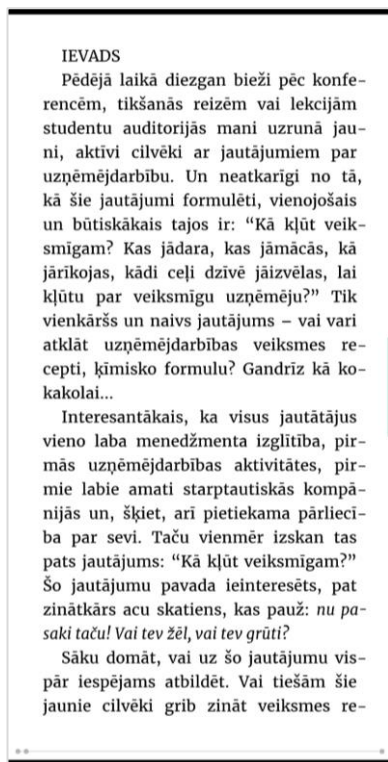 IEVADS
Pēdējā laikā diezgan bieži pēc konfe-
rencēm, tikšanās reizēm vai lekcijām
studentu auditorijās mani uzrunā jau-
ni, aktīvi cilvēki ar jautājumiem par
uzņēmējdarbību. Un neatkarīgi no tā,
kā šie jautājumi formulēti, vienojošais
un būtiskākais tajos ir: “Kā kļūt veik-
smīgam? Kas jādara, kas jāmācās, kā
jārīkojas, kādi ceļi dzīvē jāizvēlas, lai
kļūtu par veiksmīgu uzņēmēju?” Tik
vienkāršs un naivs jautājums – vai vari
atklāt uzņēmējdarbības veiksmes re-
cepti, ķīmisko formulu? Gandrīz kā ko-
kakolai...
Interesantākais, ka visus jautātājus
vieno laba menedžmenta izglītība, pir-
mās uzņēmējdarbības aktivitātes, pir-
mie labie amati starptautiskās kompā-
nijās un, šķiet, arī pietiekama pārliecī-
ba par sevi. Taču vienmēr izskan tas
pats jautājums: “Kā kļūt veiksmīgam?”
Šo jautājumu pavada ieinteresēts, pat
zinātkārs acu skatiens, kas pauž: nu pa-
saki taču! Vai tev žēl, vai tev grūti?
Sāku domāt, vai uz šo jautājumu vis-
pār iespējams atbildēt. Vai tiešām šie
jaunie cilvēki grib zināt veiksmes re-